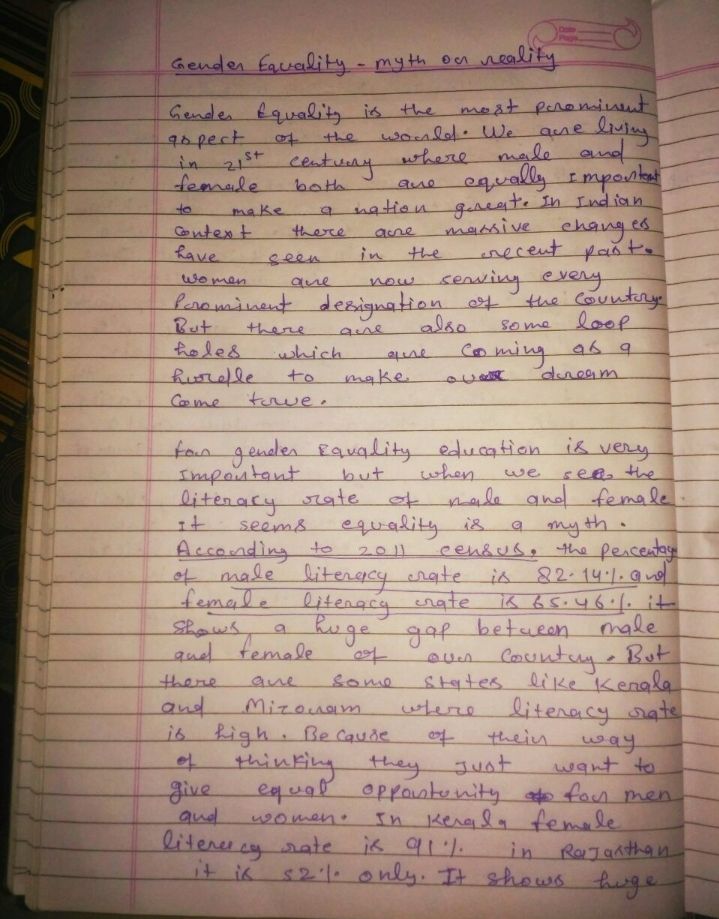 Date
Page
Gender Equality - myth or reality
Gender Equality is the most prominent
aspect of the world. We are living
in 21st century where male and
female both are equally Important
to make a nation great. In Indian
Context there are massive changes
have seen in the recent past.
women are now serving every
Prominent designation of the Country.
But there are also some loop
holes which are Coming as a
hurdle to make our dream
Come true.
for gender Equality education is very
Important but when we see the
literacy rate of male and female
It seems equality is a myth.
According to 2011 census. the percentage
of male literacy rate is 82.14%. and
female literacy rate is 65.46%. it
shows a huge gap between male
and female of our Country. But
there are some states like Kerala
and Mizoram where literacy rate
is high. Because of their way
of thinking they Just want to
give equal opportunity for men
and women. In Kerala female
literecy rate is 91%. in RaJasthan
it is 52% only. It shows huge